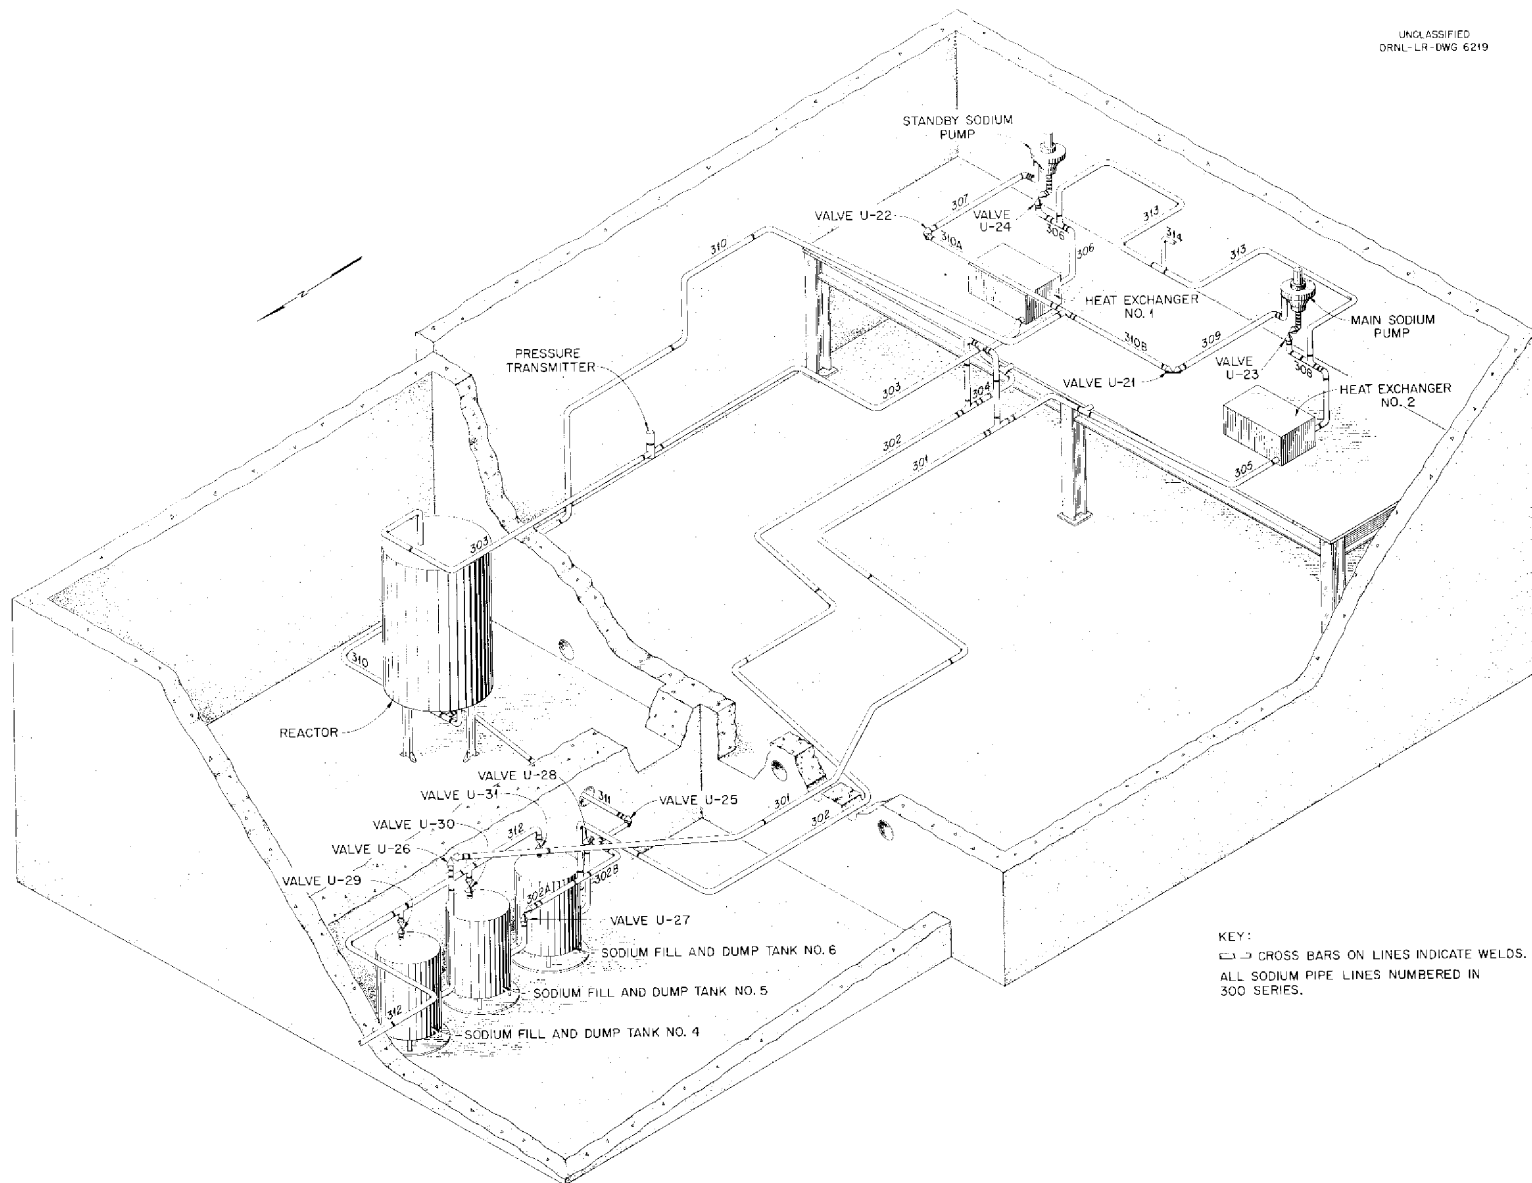 UNCLASSIFIED
ORNL-LR-DWG 6219
STANDBY SODIUM
PUMP
307
VALVE U-22
VALVE
U-24
313
310A
306
306
314
310
313
HEAT EXCHANGER
NO. 1
MAIN SODIUM
PUMP
309
310B
PRESSURE
TRANSMITTER
VALVE U-21
VALVE
U-23
308
303
304
HEAT EXCHANGER
NO. 2
302
301
305
303
310
REACTOR
VALVE U-28
VALVE U-31
311
VALVE U-25
301
302
VALVE U-30
312
VALVE U-26
VALVE U-29
302A
302B
VALVE U-27
SODIUM FILL AND DUMP TANK NO. 6
SODIUM FILL AND DUMP TANK NO. 5
312
SODIUM FILL AND DUMP TANK NO. 4
KEY:
CROSS BARS ON LINES INDICATE WELDS.
ALL SODIUM PIPE LINES NUMBERED IN
300 SERIES.